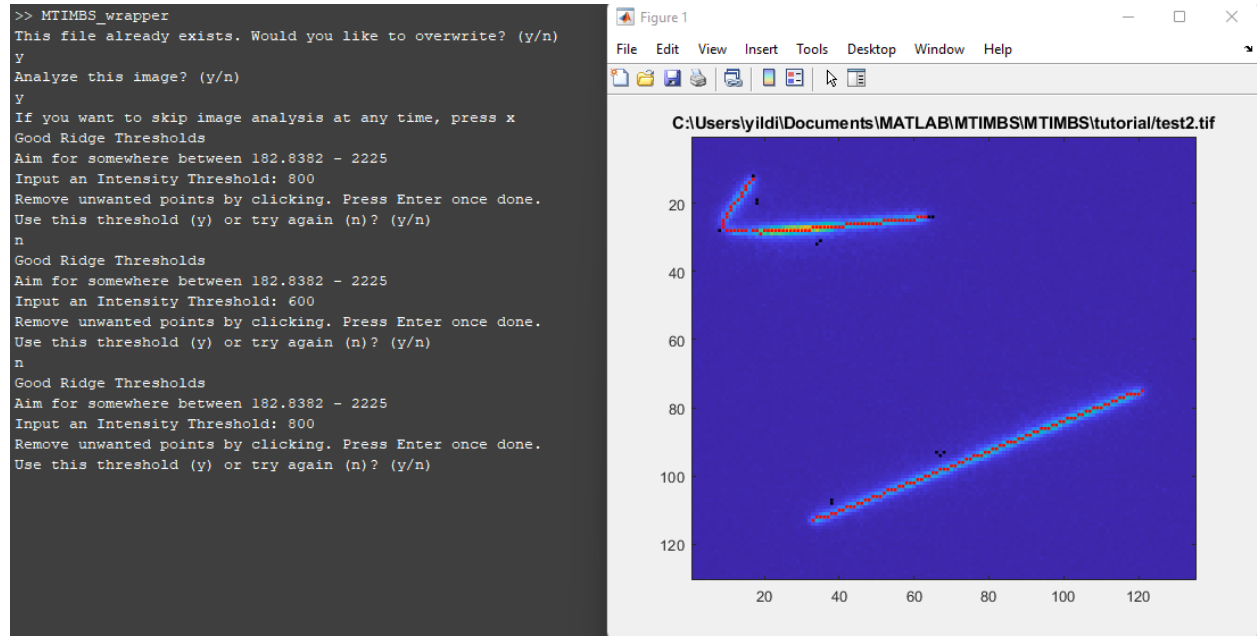 >> MTIMBS_wrapper
This file already exists. Would you like to overwrite? (y/n)
y
Analyze this image? (y/n)
y
If you want to skip image analysis at any time, press x
Good Ridge Thresholds
Aim for somewhere between 182.8382 - 2225
Input an Intensity Threshold: 800
Remove unwanted points by clicking. Press Enter once done.
Use this threshold (y) or try again (n)? (y/n)
n
Good Ridge Thresholds
Aim for somewhere between 182.8382 - 2225
Input an Intensity Threshold: 600
Remove unwanted points by clicking. Press Enter once done.
Use this threshold (y) or try again (n)? (y/n)
n
Good Ridge Thresholds
Aim for somewhere between 182.8382 - 2225
Input an Intensity Threshold: 800
Remove unwanted points by clicking. Press Enter once done.
Use this threshold (y) or try again (n)? (y/n)
Figure 1
File Edit View Insert Tools Desktop Window Help
C:\Users\yildi\Documents\MATLAB\MTIMBS\MTIMBS\tutorial/test2.tif
20
40
60
80
100
120
20 40 60 80 100 120